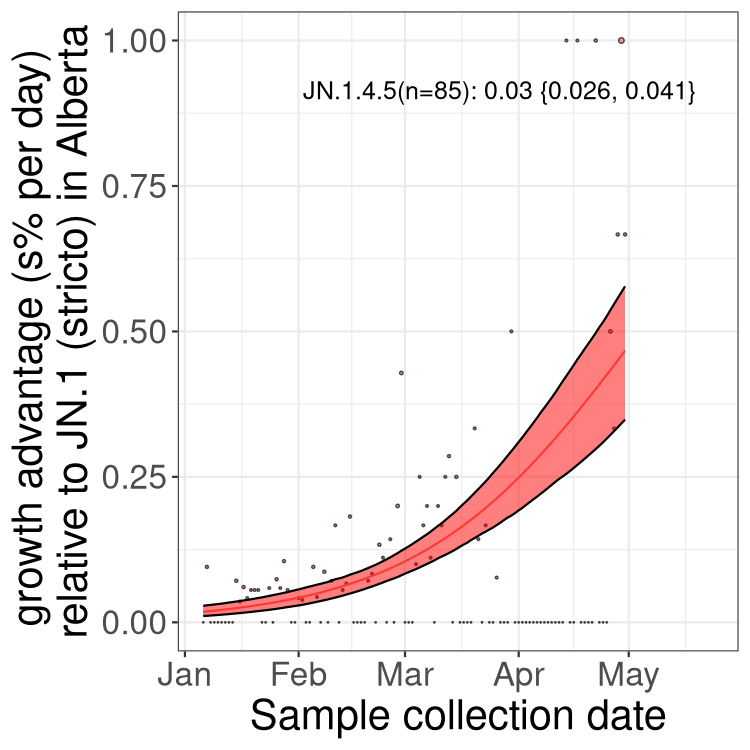 growth advantage (s% per day)
relative to JN.1 (stricto) in Alberta
1.00
0.75
0.50
0.25
0.00
JN.1.4.5(n=85): 0.03 {0.026, 0.041}
Jan Feb Mar Apr May
Sample collection date